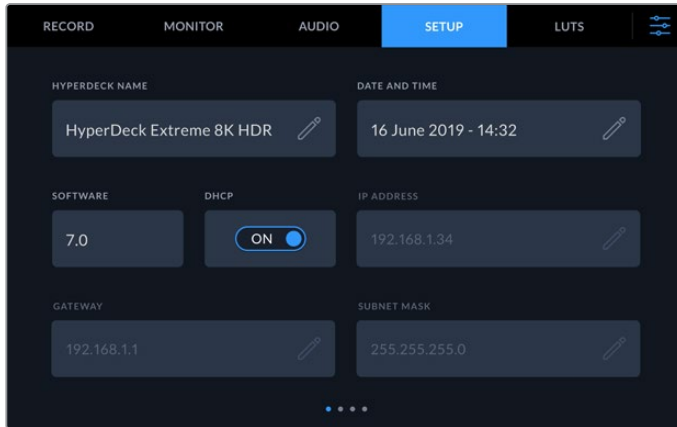 RECORD MONITOR AUDIO SETUP LUTS
HYPERDECK NAME DATE AND TIME
HyperDeck Extreme 8K HDR 16 June 2019 - 14:32
SOFTWARE DHCP IP ADDRESS
7.0 ON 192.168.1.34
GATEWAY SUBNET MASK
192.168.1.1 255.255.255.0